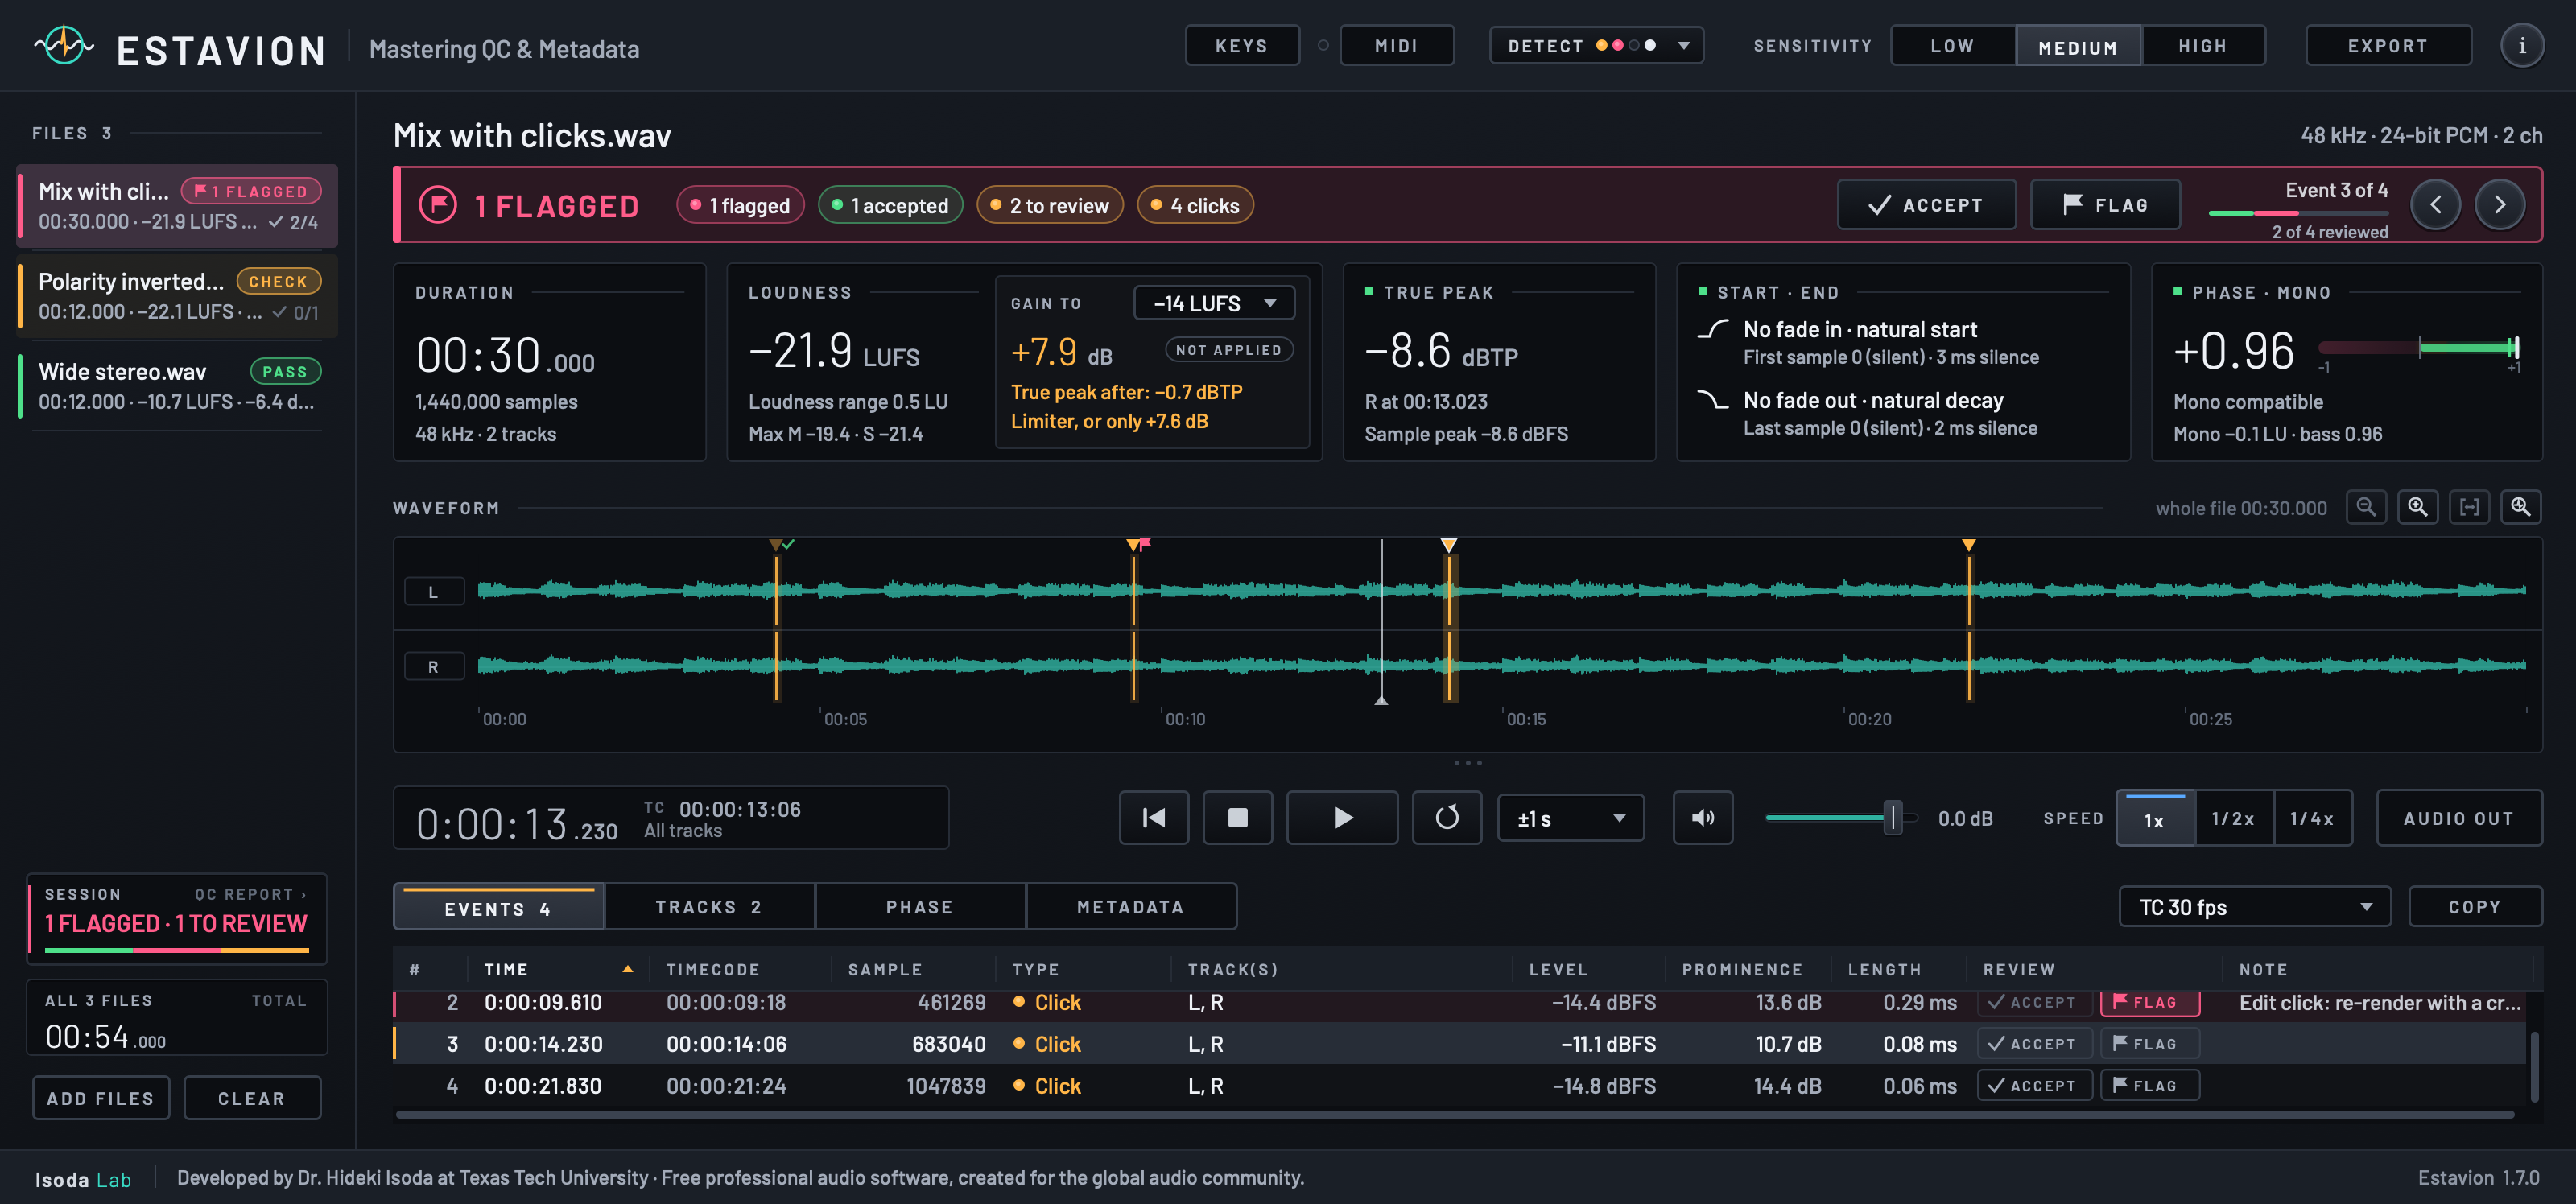 ESTAVION
Mastering QC & Metadata
KEYS
MIDI
DETECT
SENSITIVITY
LOW
MEDIUM
HIGH
EXPORT
i
FILES 3
Mix with cli...
1 FLAGGED
00:30.000 · −21.9 LUFS ...
2/4
Polarity inverted...
CHECK
00:12.000 · −22.1 LUFS · ...
0/1
Wide stereo.wav
PASS
00:12.000 · −10.7 LUFS · −6.4 d...
SESSION
QC REPORT ›
1 FLAGGED · 1 TO REVIEW
ALL 3 FILES
TOTAL
00:54.000
ADD FILES
CLEAR
Mix with clicks.wav
48 kHz · 24-bit PCM · 2 ch
1 FLAGGED
1 flagged
1 accepted
2 to review
4 clicks
ACCEPT
FLAG
Event 3 of 4
2 of 4 reviewed
DURATION
00:30.000
1,440,000 samples
48 kHz · 2 tracks
LOUDNESS
−21.9 LUFS
Loudness range 0.5 LU
Max M −19.4 · S −21.4
GAIN TO
−14 LUFS
+7.9 dB
NOT APPLIED
True peak after: −0.7 dBTP
Limiter, or only +7.6 dB
TRUE PEAK
−8.6 dBTP
R at 00:13.023
Sample peak −8.6 dBFS
START · END
No fade in · natural start
First sample 0 (silent) · 3 ms silence
No fade out · natural decay
Last sample 0 (silent) · 2 ms silence
PHASE · MONO
+0.96
-1
+1
Mono compatible
Mono −0.1 LU · bass 0.96
WAVEFORM
whole file 00:30.000
L
R
00:00
00:05
00:10
00:15
00:20
00:25
0:00:13.230
TC 00:00:13:06
All tracks
±1 s
0.0 dB
SPEED
1x
1/2x
1/4x
AUDIO OUT
EVENTS 4
TRACKS 2
PHASE
METADATA
TC 30 fps
COPY
# TIME TIMECODE SAMPLE TYPE TRACK(S) LEVEL PROMINENCE LENGTH REVIEW NOTE
2 0:00:09.610 00:00:09:18 461269 Click L, R −14.4 dBFS 13.6 dB 0.29 ms ACCEPT FLAG Edit click: re-render with a cr...
3 0:00:14.230 00:00:14:06 683040 Click L, R −11.1 dBFS 10.7 dB 0.08 ms ACCEPT FLAG
4 0:00:21.830 00:00:21:24 1047839 Click L, R −14.8 dBFS 14.4 dB 0.06 ms ACCEPT FLAG
Isoda Lab
Developed by Dr. Hideki Isoda at Texas Tech University · Free professional audio software, created for the global audio community.
Estavion 1.7.0